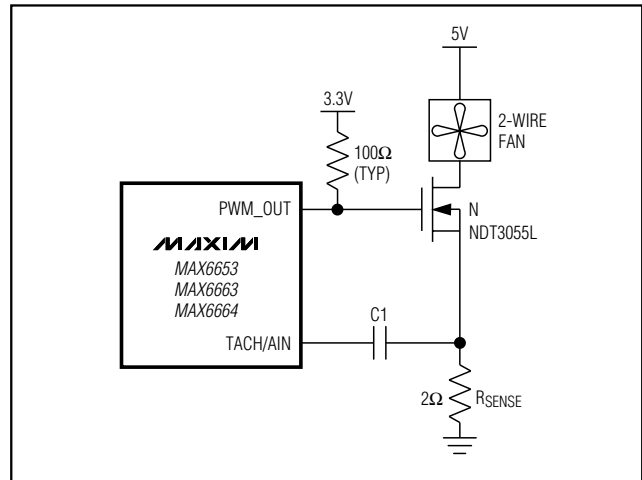 5V
3.3V
2-WIRE
FAN
100Ω
(TYP)
PWM_OUT
N
NDT3055L
MAXIM
MAX6653
MAX6663
MAX6664
C1
TACH/AIN
2Ω
RSENSE